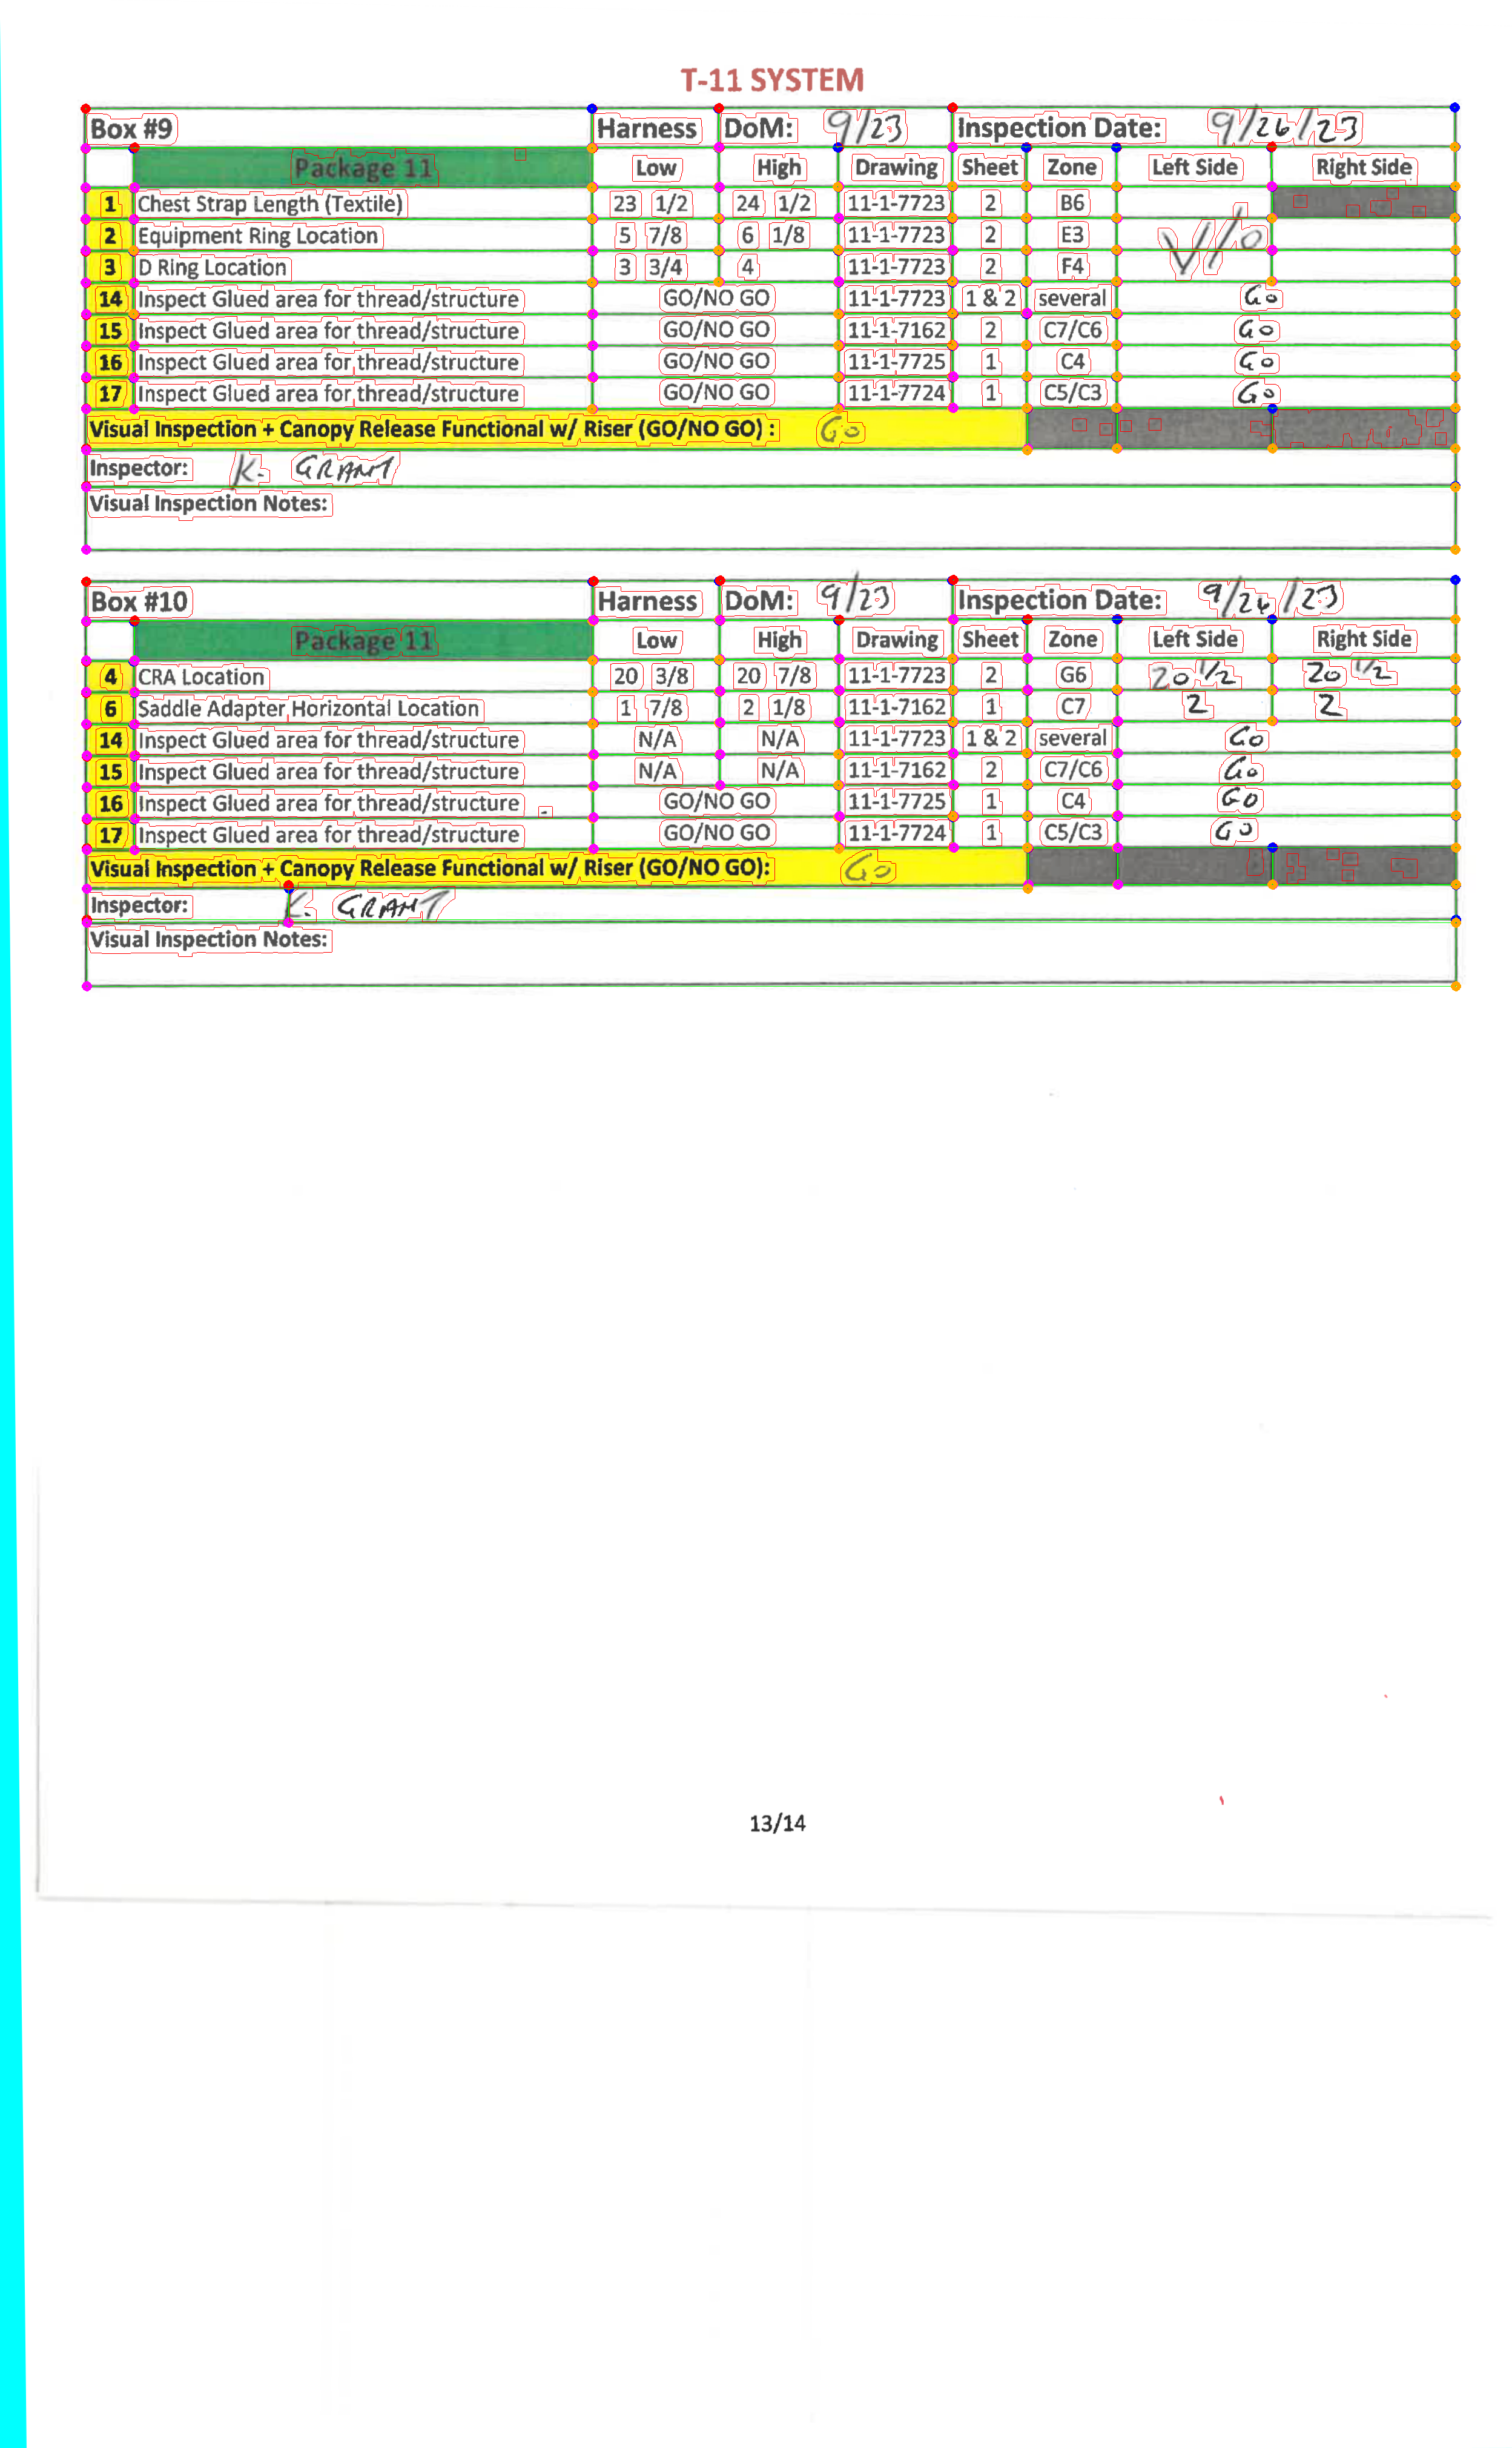 T-11 SYSTEM
Box #9 Harness DoM: 9/23 Inspection Date: 9/26/23
Package 11 Low High Drawing Sheet Zone Left Side Right Side
1 Chest Strap Length (Textile) 23 1/2 24 1/2 11-1-7723 2 B6
2 Equipment Ring Location 5 7/8 6 1/8 11-1-7723 2 E3
3 D Ring Location 3 3/4 4 11-1-7723 2 F4
14 Inspect Glued area for thread/structure GO/NO GO 11-1-7723 1 & 2 several Go
15 Inspect Glued area for thread/structure GO/NO GO 11-1-7162 2 C7/C6 Go
16 Inspect Glued area for thread/structure GO/NO GO 11-1-7725 1 C4 Go
17 Inspect Glued area for thread/structure GO/NO GO 11-1-7724 1 C5/C3 Go
Visual Inspection + Canopy Release Functional w/ Riser (GO/NO GO) : Go
Inspector: K. GRANT
Visual Inspection Notes:
Box #10 Harness DoM: 9/23 Inspection Date: 9/26/23
Package 11 Low High Drawing Sheet Zone Left Side Right Side
4 CRA Location 20 3/8 20 7/8 11-1-7723 2 G6 20 1/2 20 1/2
6 Saddle Adapter Horizontal Location 1 7/8 2 1/8 11-1-7162 1 C7 2 2
14 Inspect Glued area for thread/structure N/A N/A 11-1-7723 1 & 2 several Go
15 Inspect Glued area for thread/structure N/A N/A 11-1-7162 2 C7/C6 Go
16 Inspect Glued area for thread/structure GO/NO GO 11-1-7725 1 C4 GO
17 Inspect Glued area for thread/structure GO/NO GO 11-1-7724 1 C5/C3 GO
Visual Inspection + Canopy Release Functional w/ Riser (GO/NO GO): Go
Inspector: K. GRANT
Visual Inspection Notes:
13/14